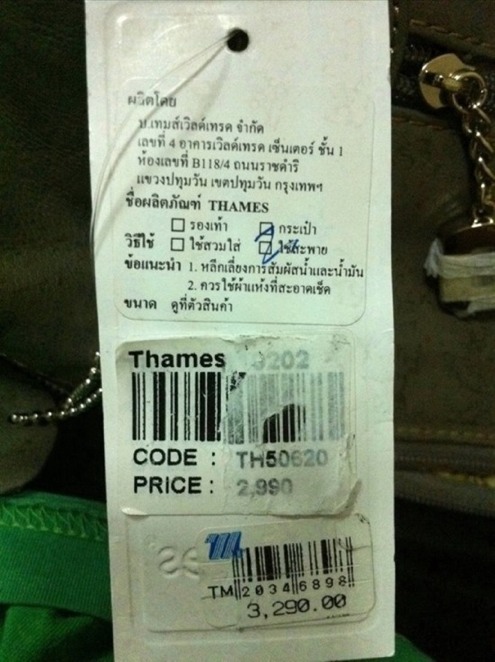 ผลิตโดย
บ.เทมส์เวิลด์เทรด จำกัด
เลขที่ 4 อาคารเวิลด์เทรด เซ็นเตอร์ ชั้น 1
ห้องเลขที่ B118/4 ถนนราชดำริ
แขวงปทุมวัน เขตปทุมวัน กรุงเทพฯ
ชื่อผลิตภัณฑ์ THAMES
รองเท้า กระเป๋า
วิธีใช้ ใช้สวมใส่ ใช้สะพาย
ข้อแนะนำ 1. หลีกเลี่ยงการสัมผัสน้ำและน้ำมัน
2. ควรใช้ผ้าแห้งที่สะอาดเช็ด
ขนาด ดูที่ตัวสินค้า
Thames
CODE : TH50620
PRICE : 2,990
TM 20346898
3,290.00